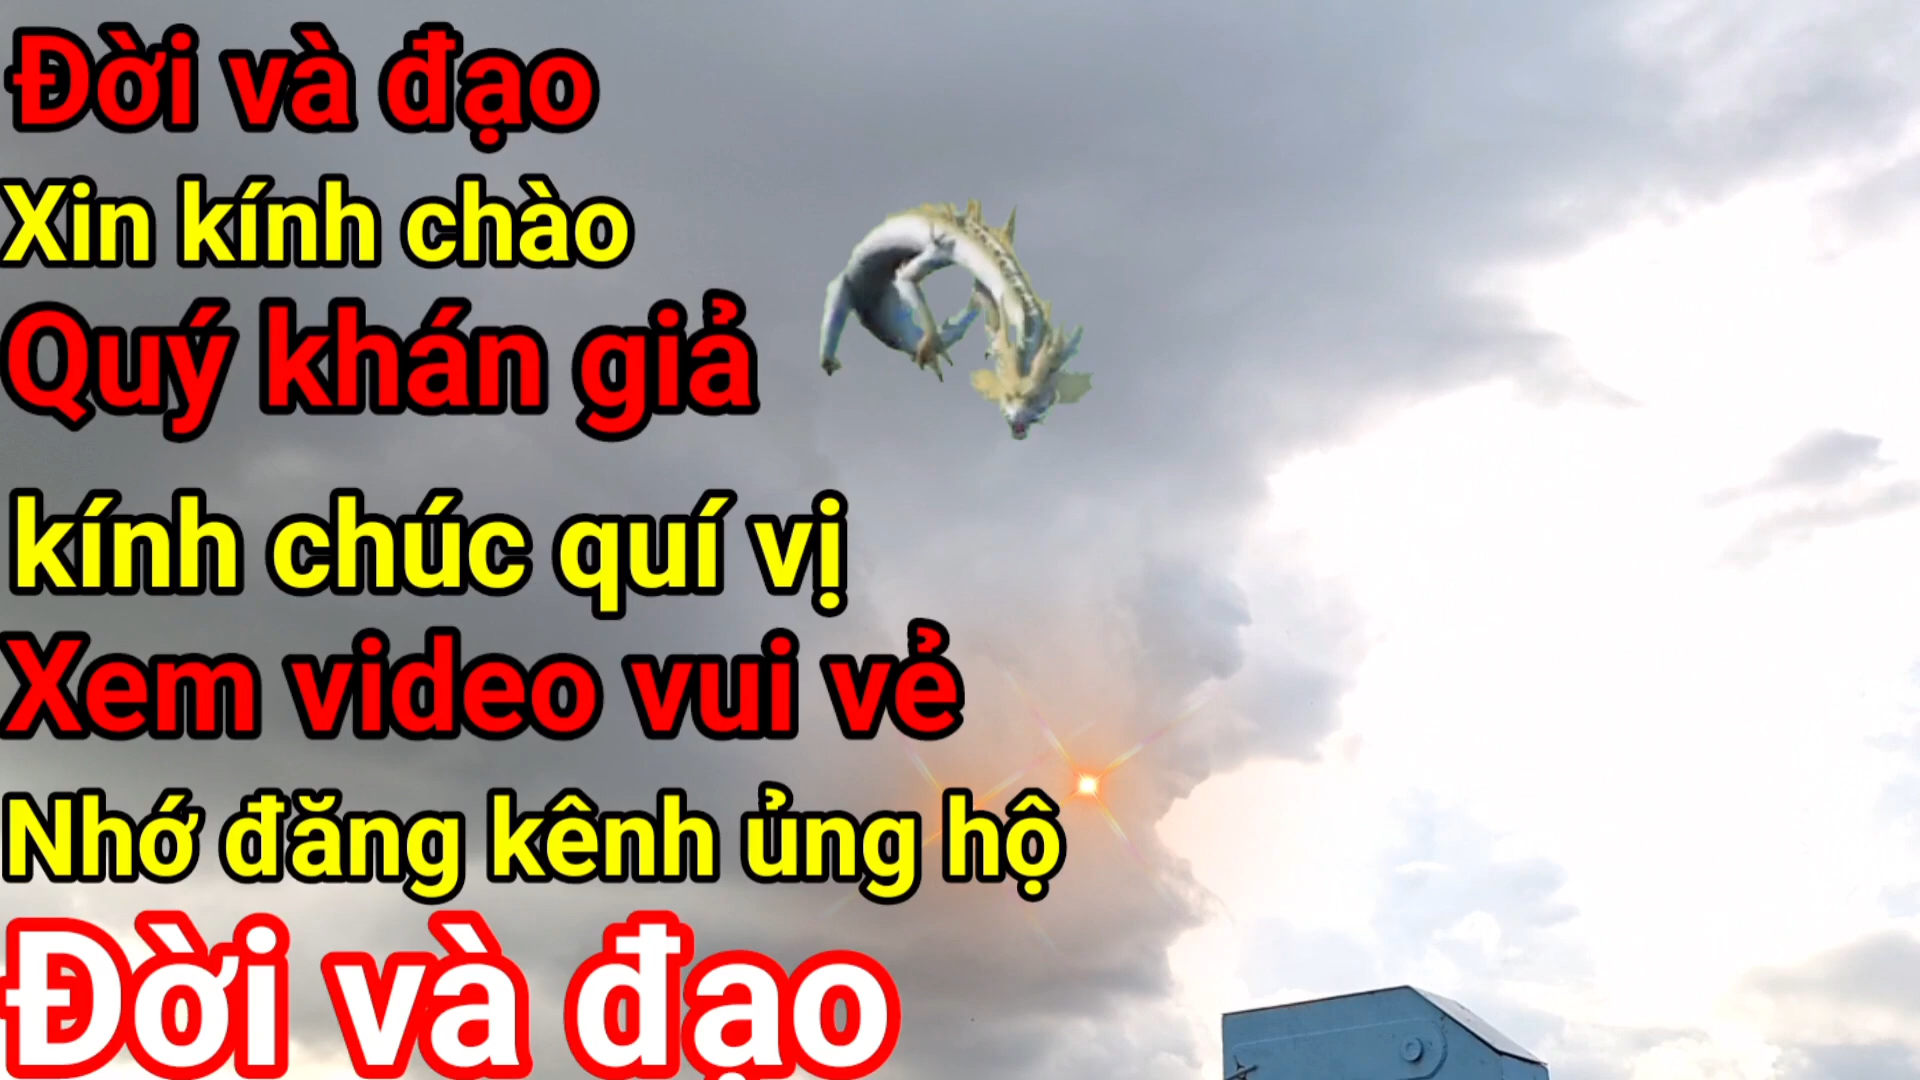 Đời và đạo
Xin kính chào
Quý khán giả
kính chúc quí vị
Xem video vui vẻ
Nhớ đăng kênh ủng hộ
Đời và đạo